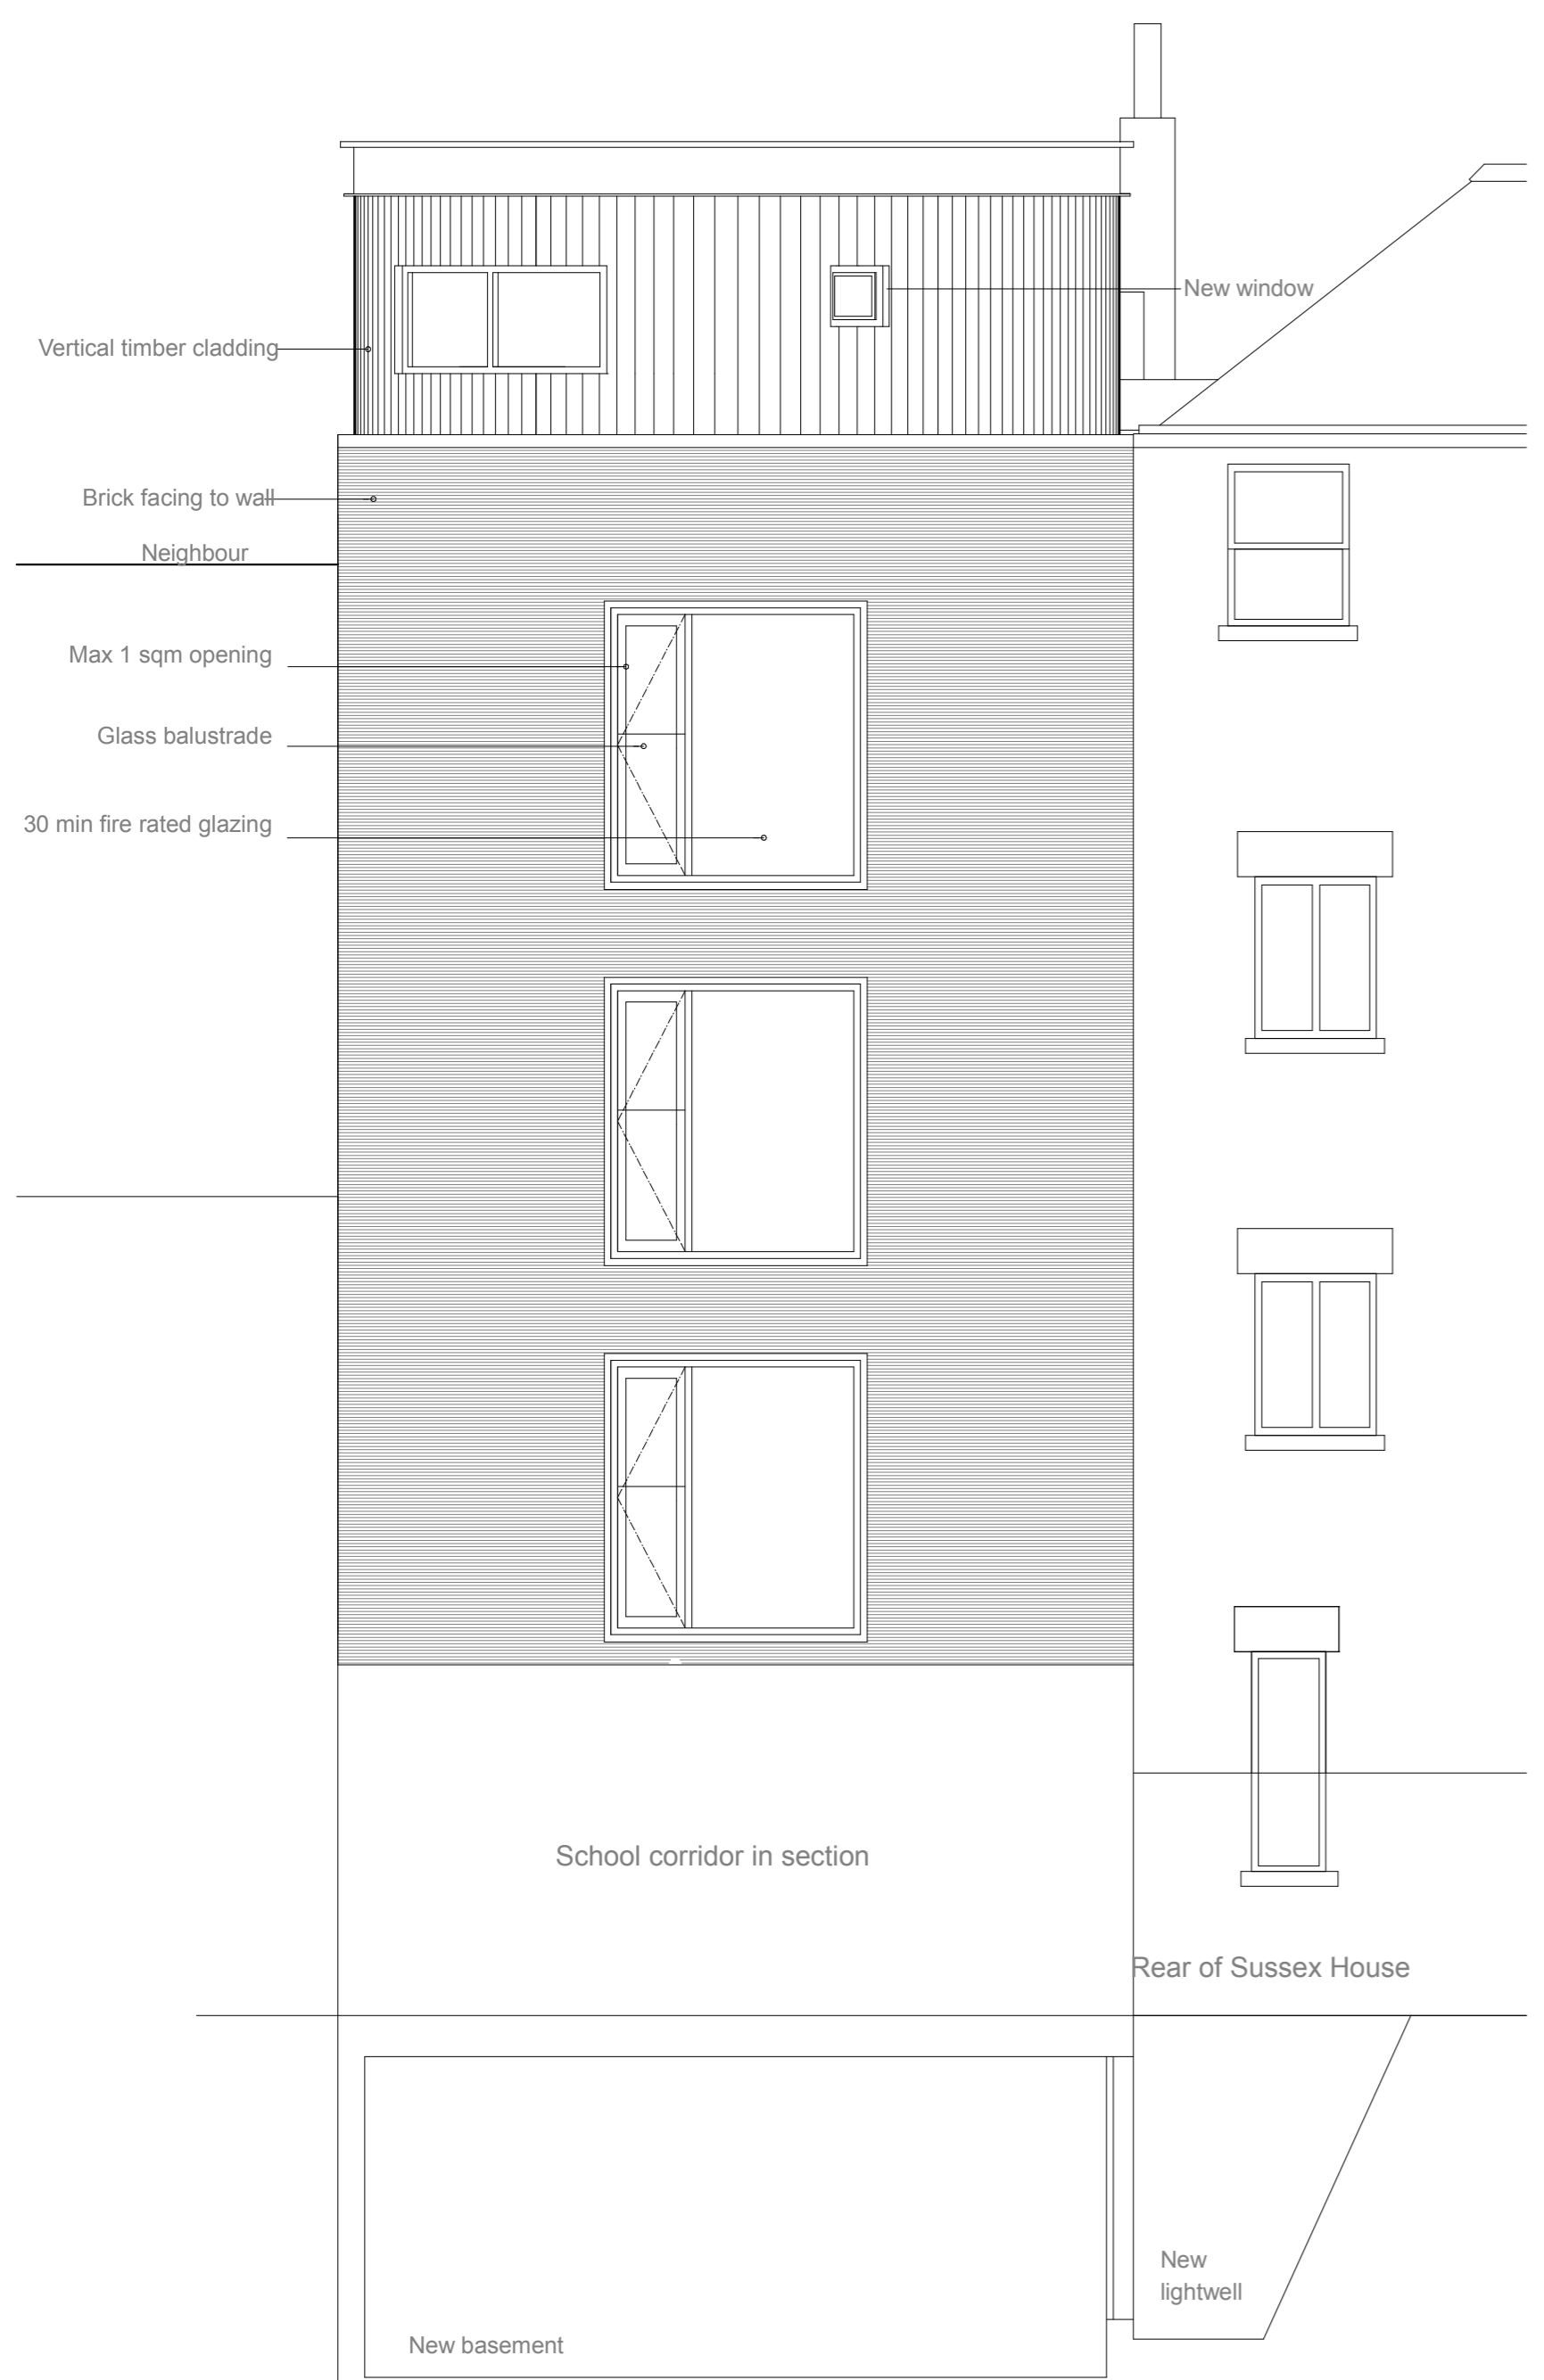 New window
Vertical timber cladding
Brick facing to wall
Neighbour
Max 1 sqm opening
Glass balustrade
30 min fire rated glazing
School corridor in section
Rear of Sussex House
New
lightwell
New basement